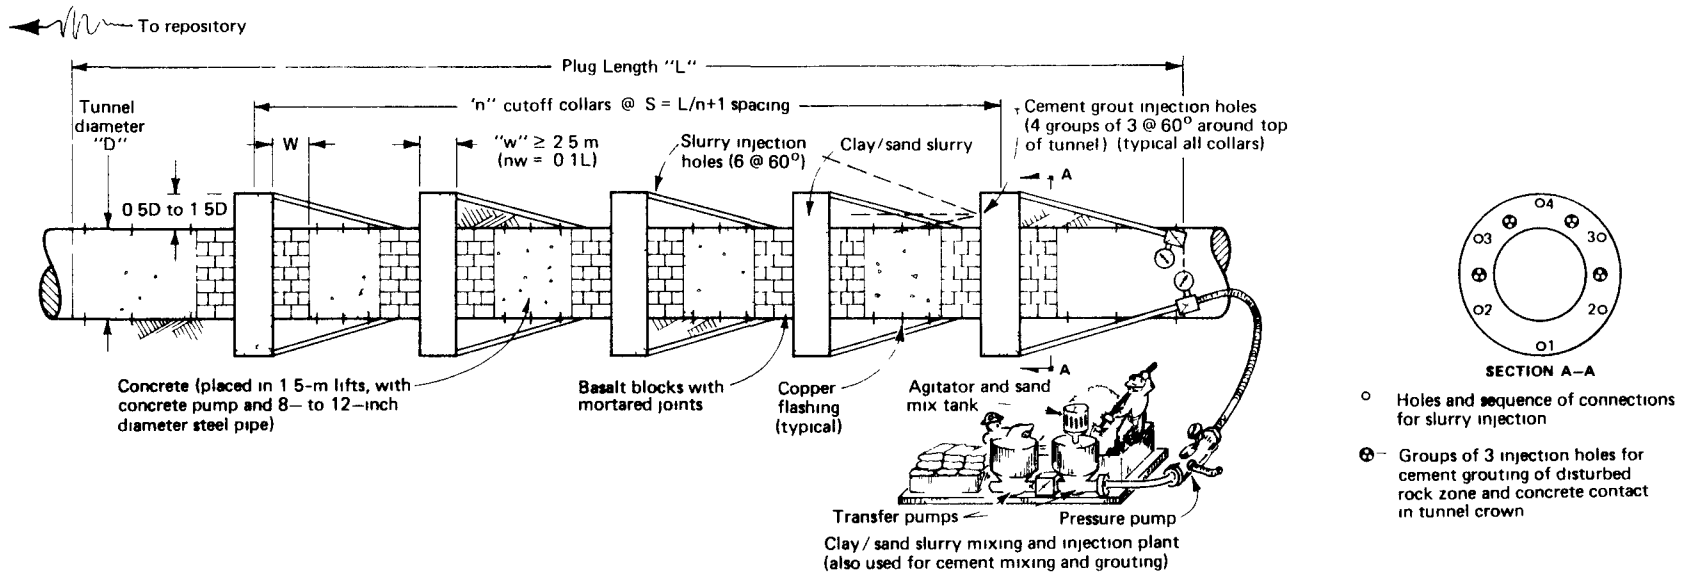 To repository
Plug Length "L"
'n" cutoff collars @ S = L/n+1 spacing
Tunnel
diameter
"D"
W
"w" ≥ 2 5 m
(nw = 0 1L)
Slurry injection
holes (6 @ 60°)
Clay/sand slurry
Cement grout injection holes
(4 groups of 3 @ 60° around top
of tunnel) (typical all collars)
A
0 5D to 1 5D
Concrete (placed in 1 5-m lifts, with
concrete pump and 8– to 12–inch
diameter steel pipe)
Basalt blocks with
mortared joints
Copper
flashing
(typical)
Agitator and sand
mix tank
A
Transfer pumps
Pressure pump
Clay / sand slurry mixing and injection plant
(also used for cement mixing and grouting)
4
3 3
2 2
1
SECTION A–A
Holes and sequence of connections
for slurry injection
Groups of 3 injection holes for
cement grouting of disturbed
rock zone and concrete contact
in tunnel crown